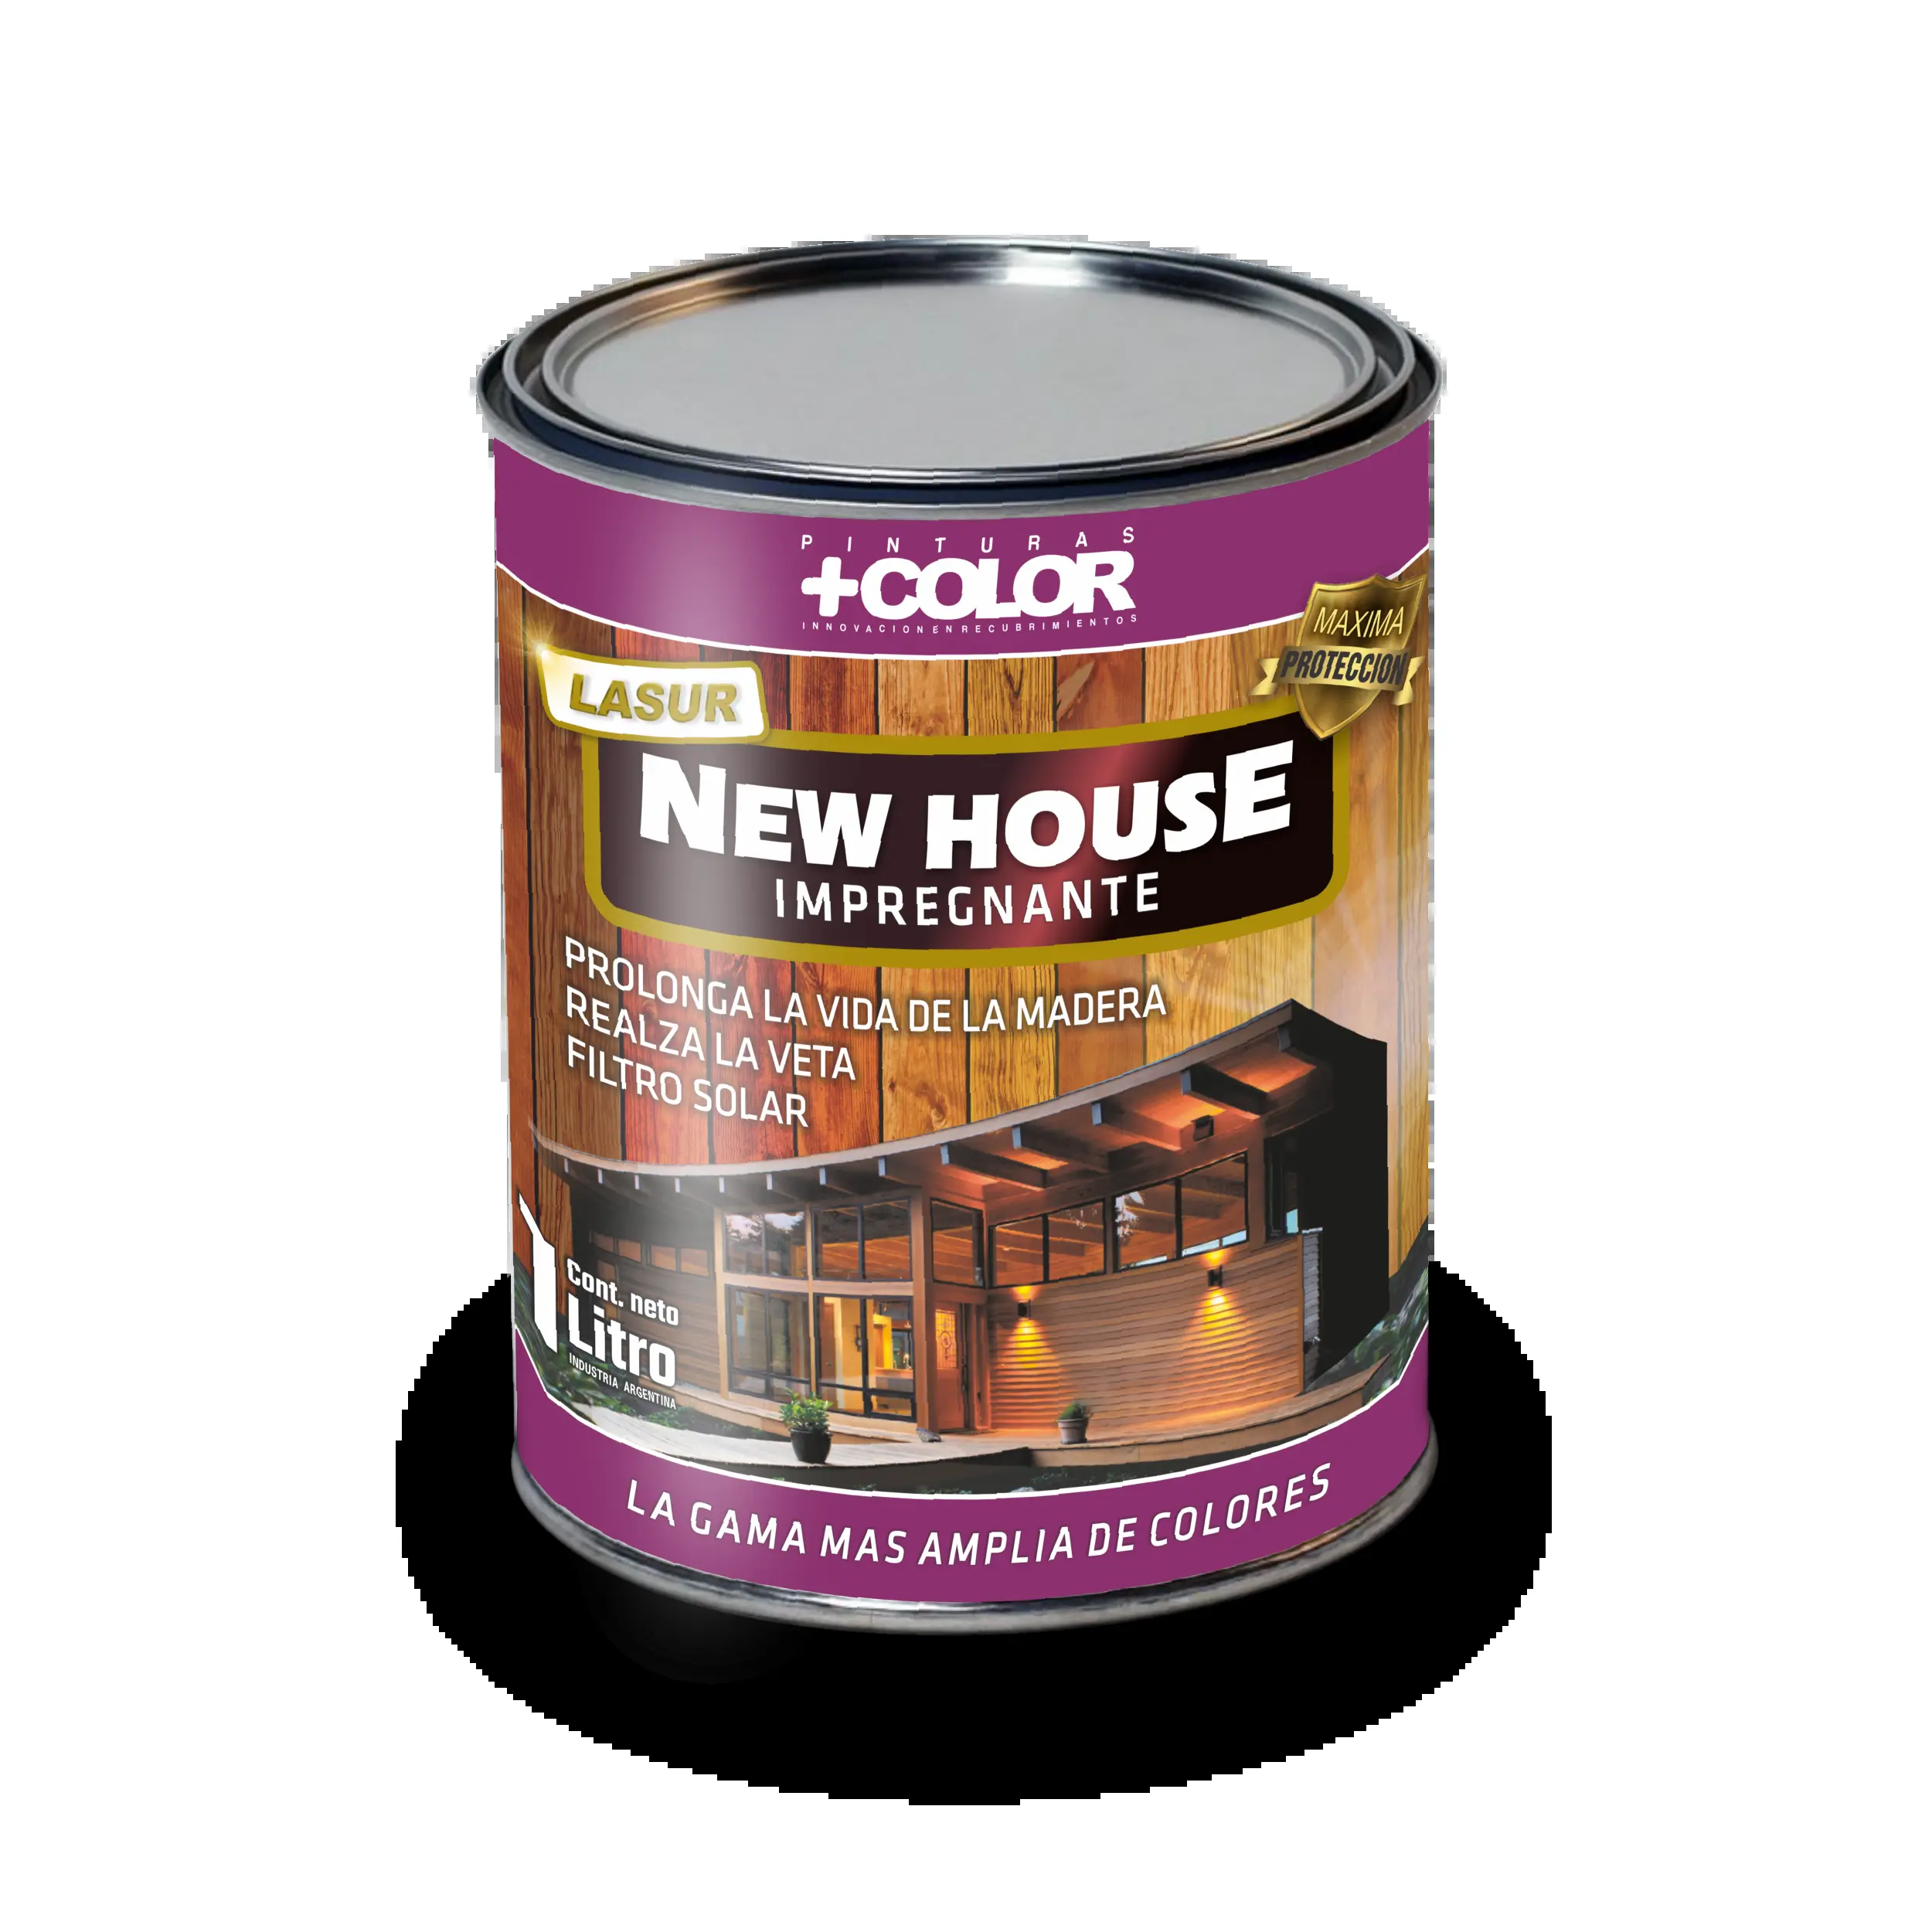 PINTURAS
+COLOR
INNOVACION EN RECUBRIMIENTOS
MAXIMA
PROTECCION
LASUR
NEW HOUSE
IMPREGNANTE
PROLONGA LA VIDA DE LA MADERA
REALZA LA VETA
FILTRO SOLAR
1 Cont. neto
Litro
INDUSTRIA ARGENTINA
LA GAMA MAS AMPLIA DE COLORES